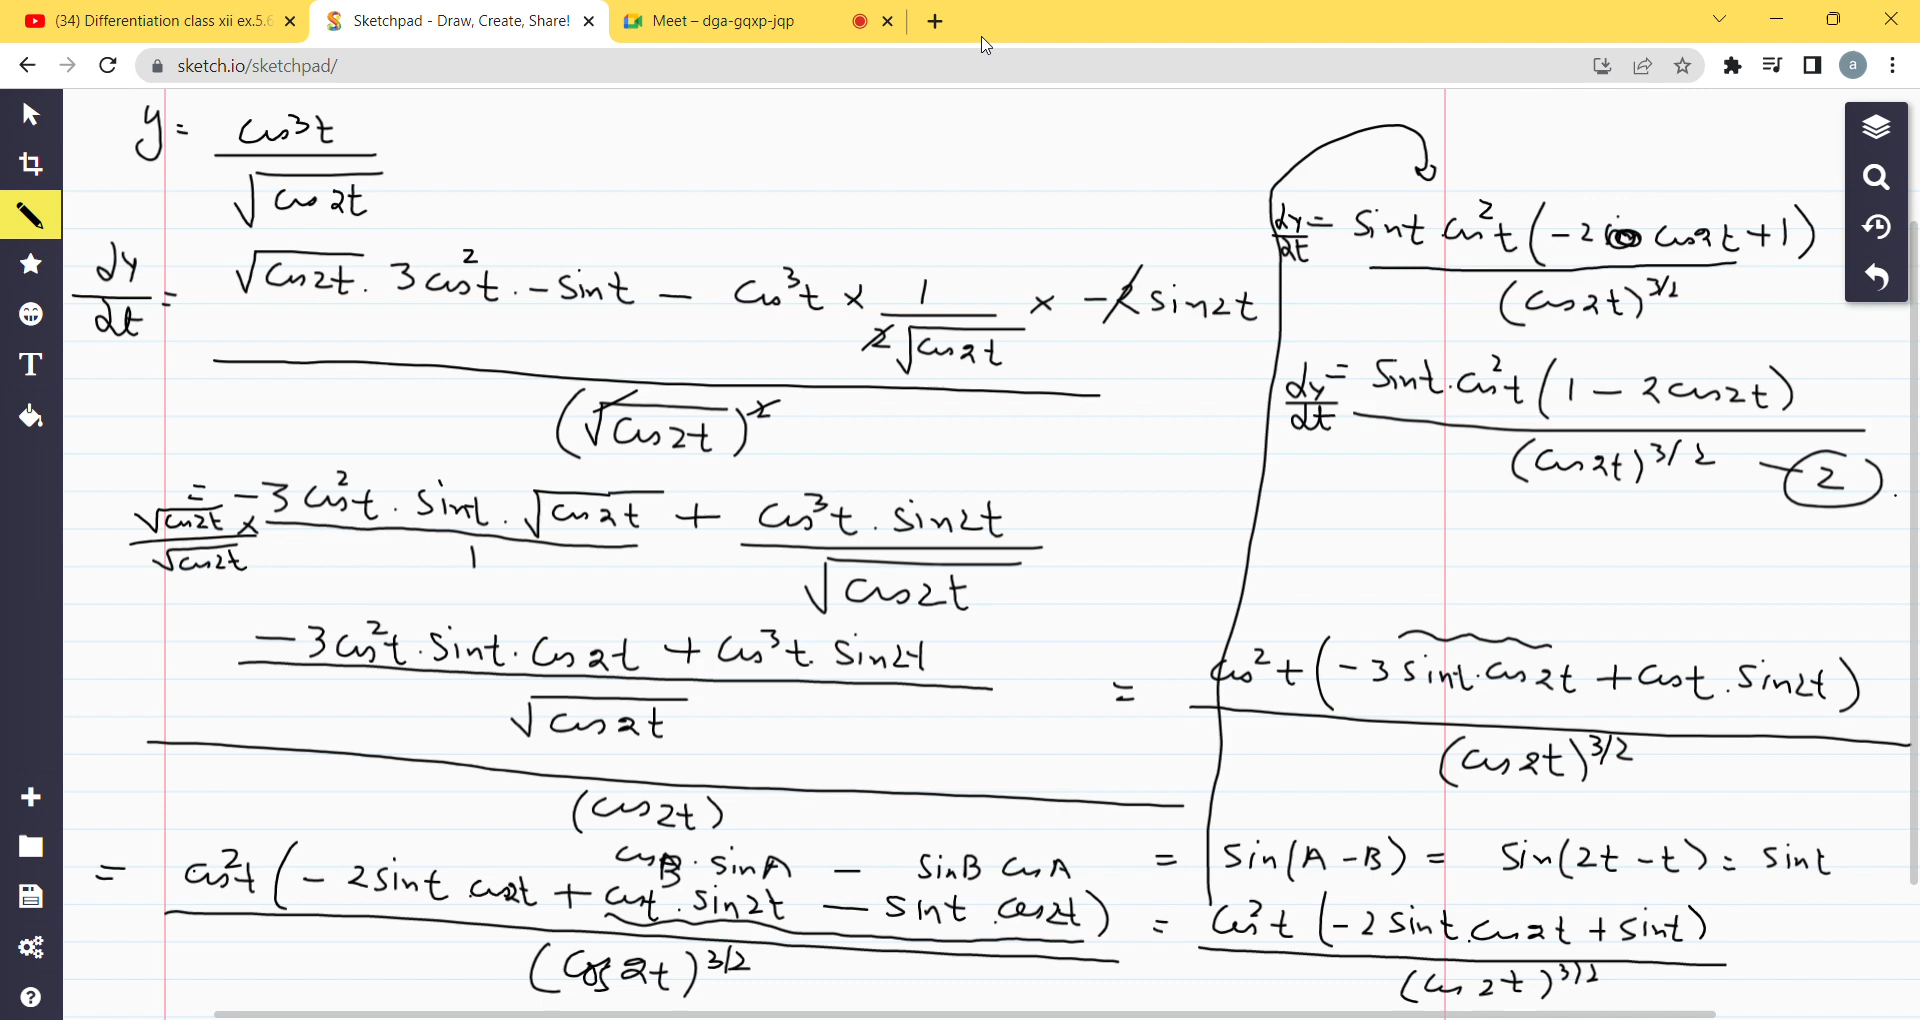 (34) Differentiation class xii ex.5.6
Sketchpad - Draw, Create, Share!
Meet – dga-gqxp-jqp
sketch.io/sketchpad/
a
y = cos³t / √cos2t
dy/dt = √cos2t . 3cos²t . -sint - cos³t × 1/2√cos2t × -2sin2t
(√cos2t)²
√cos2t/√cos2t × = -3cos²t . sint . √cos2t / 1 + cos³t . sin2t / √cos2t
-3cos²t . sint . cos2t + cos³t . sin2t
√cos2t
(cos2t)
= cos²t (-3sint.cos2t + cost . sin2t)
(cos2t)^3/2
cosB . sinA - sinB cosA = sin(A-B) = sin(2t-t) = sint
= cos²t (-2sint cos2t + cost . sin2t - sint . cos2t)
(cos2t)^3/2
= cos²t (-2sint.cos2t + sint)
(cos2t)^3/2
dy/dt = sint cos²t (-2 cos2t + 1)
(cos2t)^3/2
dy/dt = sint . cos²t (1 - 2cos2t)
(cos2t)^3/2 - 2 .
T